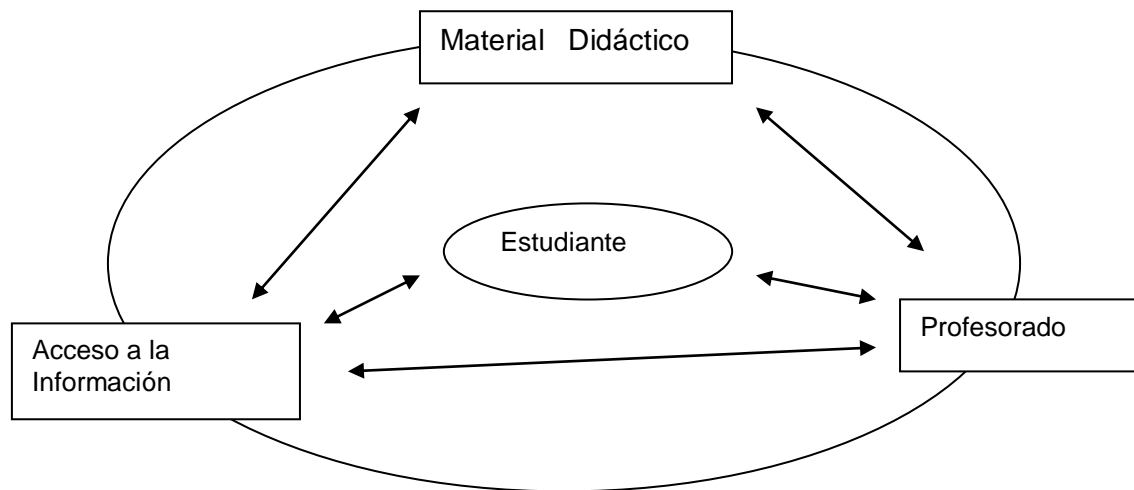 Material Didáctico
Estudiante
Profesorado
Acceso a la
Información